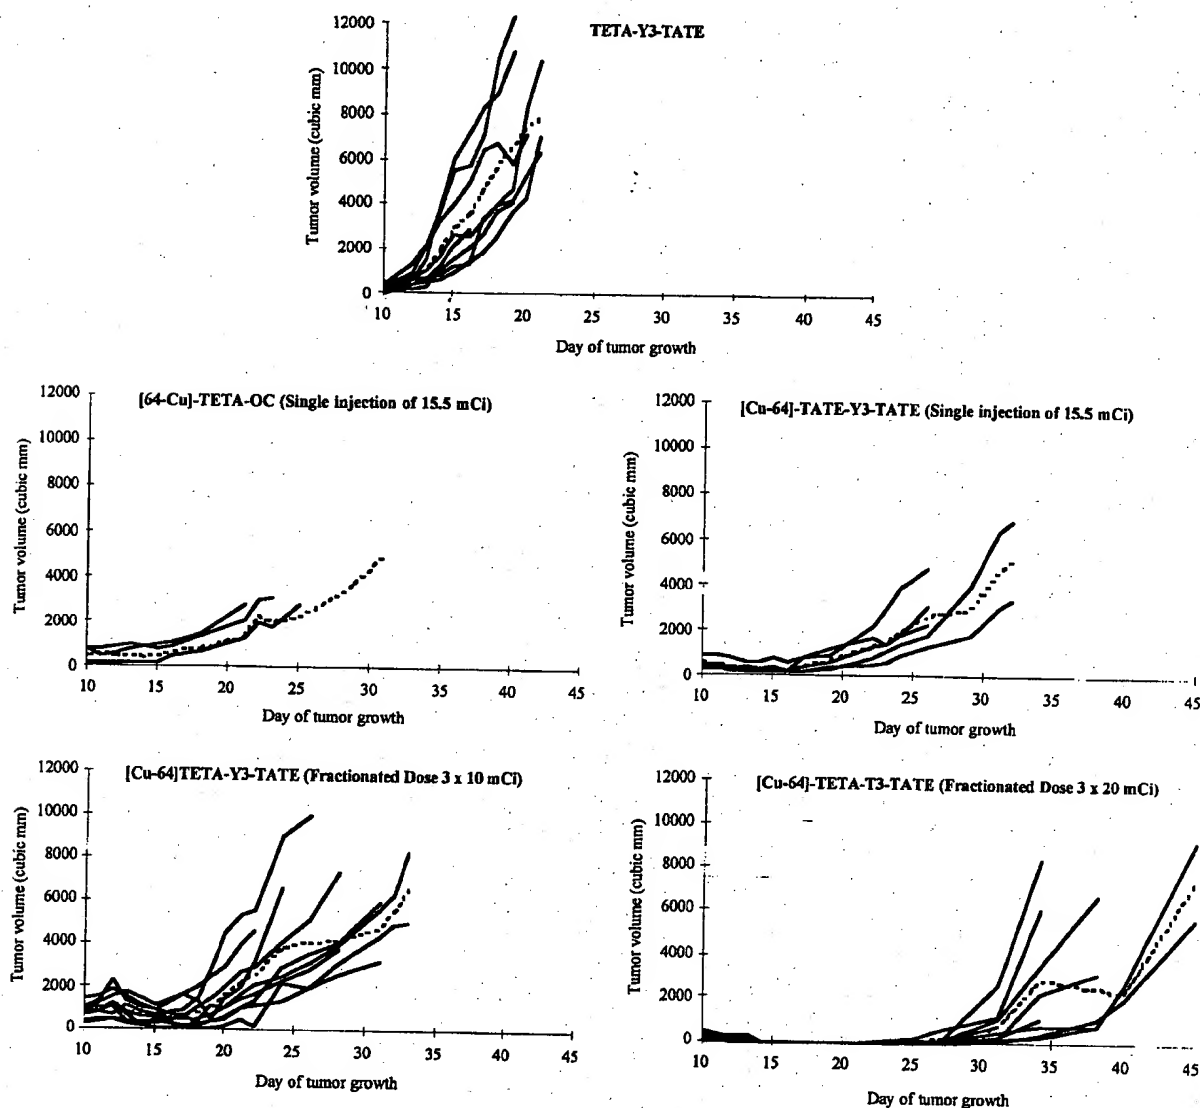 TETA-Y3-TATE
12000
10000
8000
6000
4000
2000
0
Tumor volume (cubic mm)
10 15 20 25 30 35 40 45
Day of tumor growth
[64-Cu]-TETA-OC (Single injection of 15.5 mCi)
12000
10000
8000
6000
4000
2000
0
Tumor volume (cubic mm)
10 15 20 25 31 35 40 45
Day of tumor growth
[Cu-64]-TATE-Y3-TATE (Single injection of 15.5 mCi)
12000
10000
8000
6000
4000
2000
0
Tumor volume (cubic mm)
10 15 20 25 30 35 40 45
Day of tumor growth
[Cu-64]TETA-Y3-TATE (Fractionated Dose 3 x 10 mCi)
12000
10000
8000
6000
4000
2000
0
Tumor volume (cubic mm)
10 15 20 25 30 35 40 45
Day of tumor growth
[Cu-64]-TETA-T3-TATE (Fractionated Dose 3 x 20 mCi)
12000
10000
8000
6000
4000
2000
0
Tumor volume (cubic mm)
10 15 20 25 30 35 40 45
Day of tumor growth